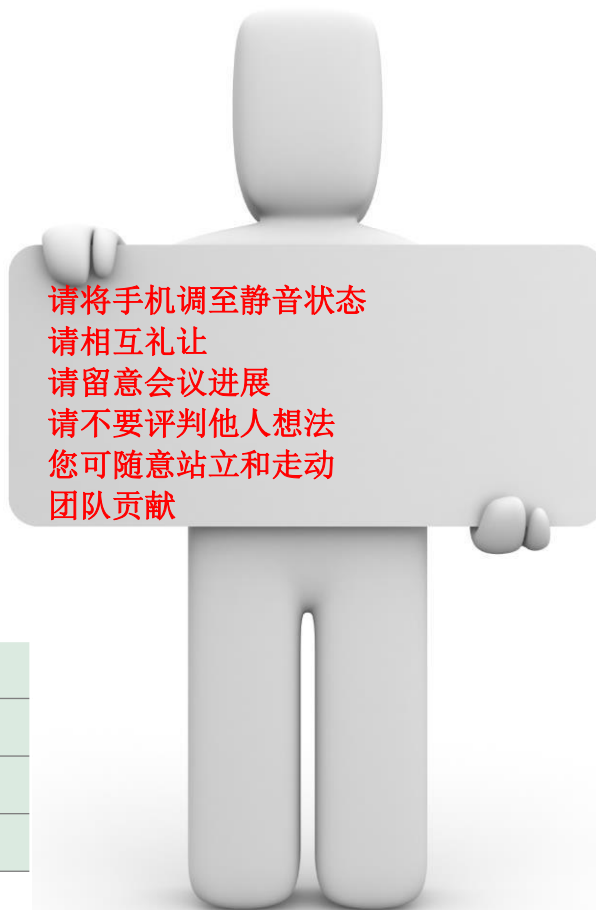 请将手机调至静音状态
请相互礼让
请留意会议进展
请不要评判他人想法
您可随意站立和走动
团队贡献